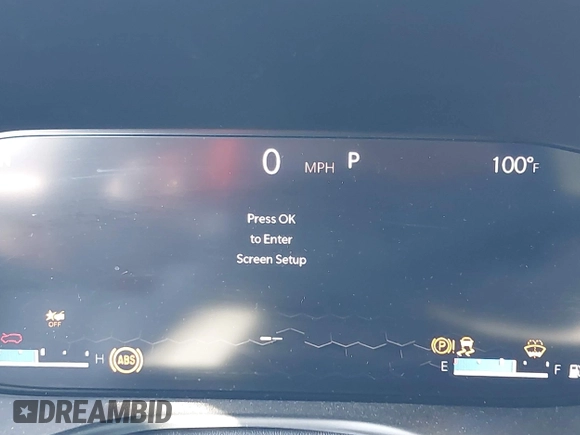 0 MPH P 100°F
Press OK
to Enter
Screen Setup
OFF
H ABS P! E F
DREAMBID